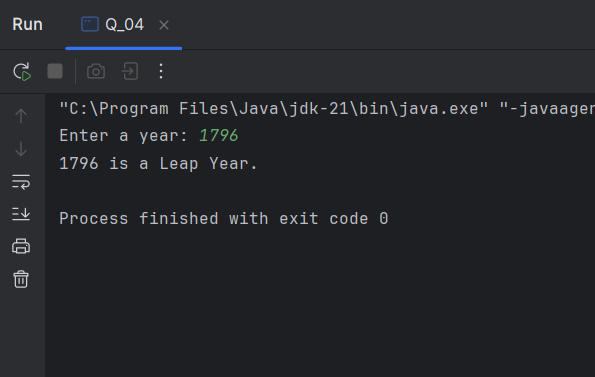 Run Q_04
"C:\Program Files\Java\jdk-21\bin\java.exe" "-javaagen
Enter a year: 1796
1796 is a Leap Year.
Process finished with exit code 0